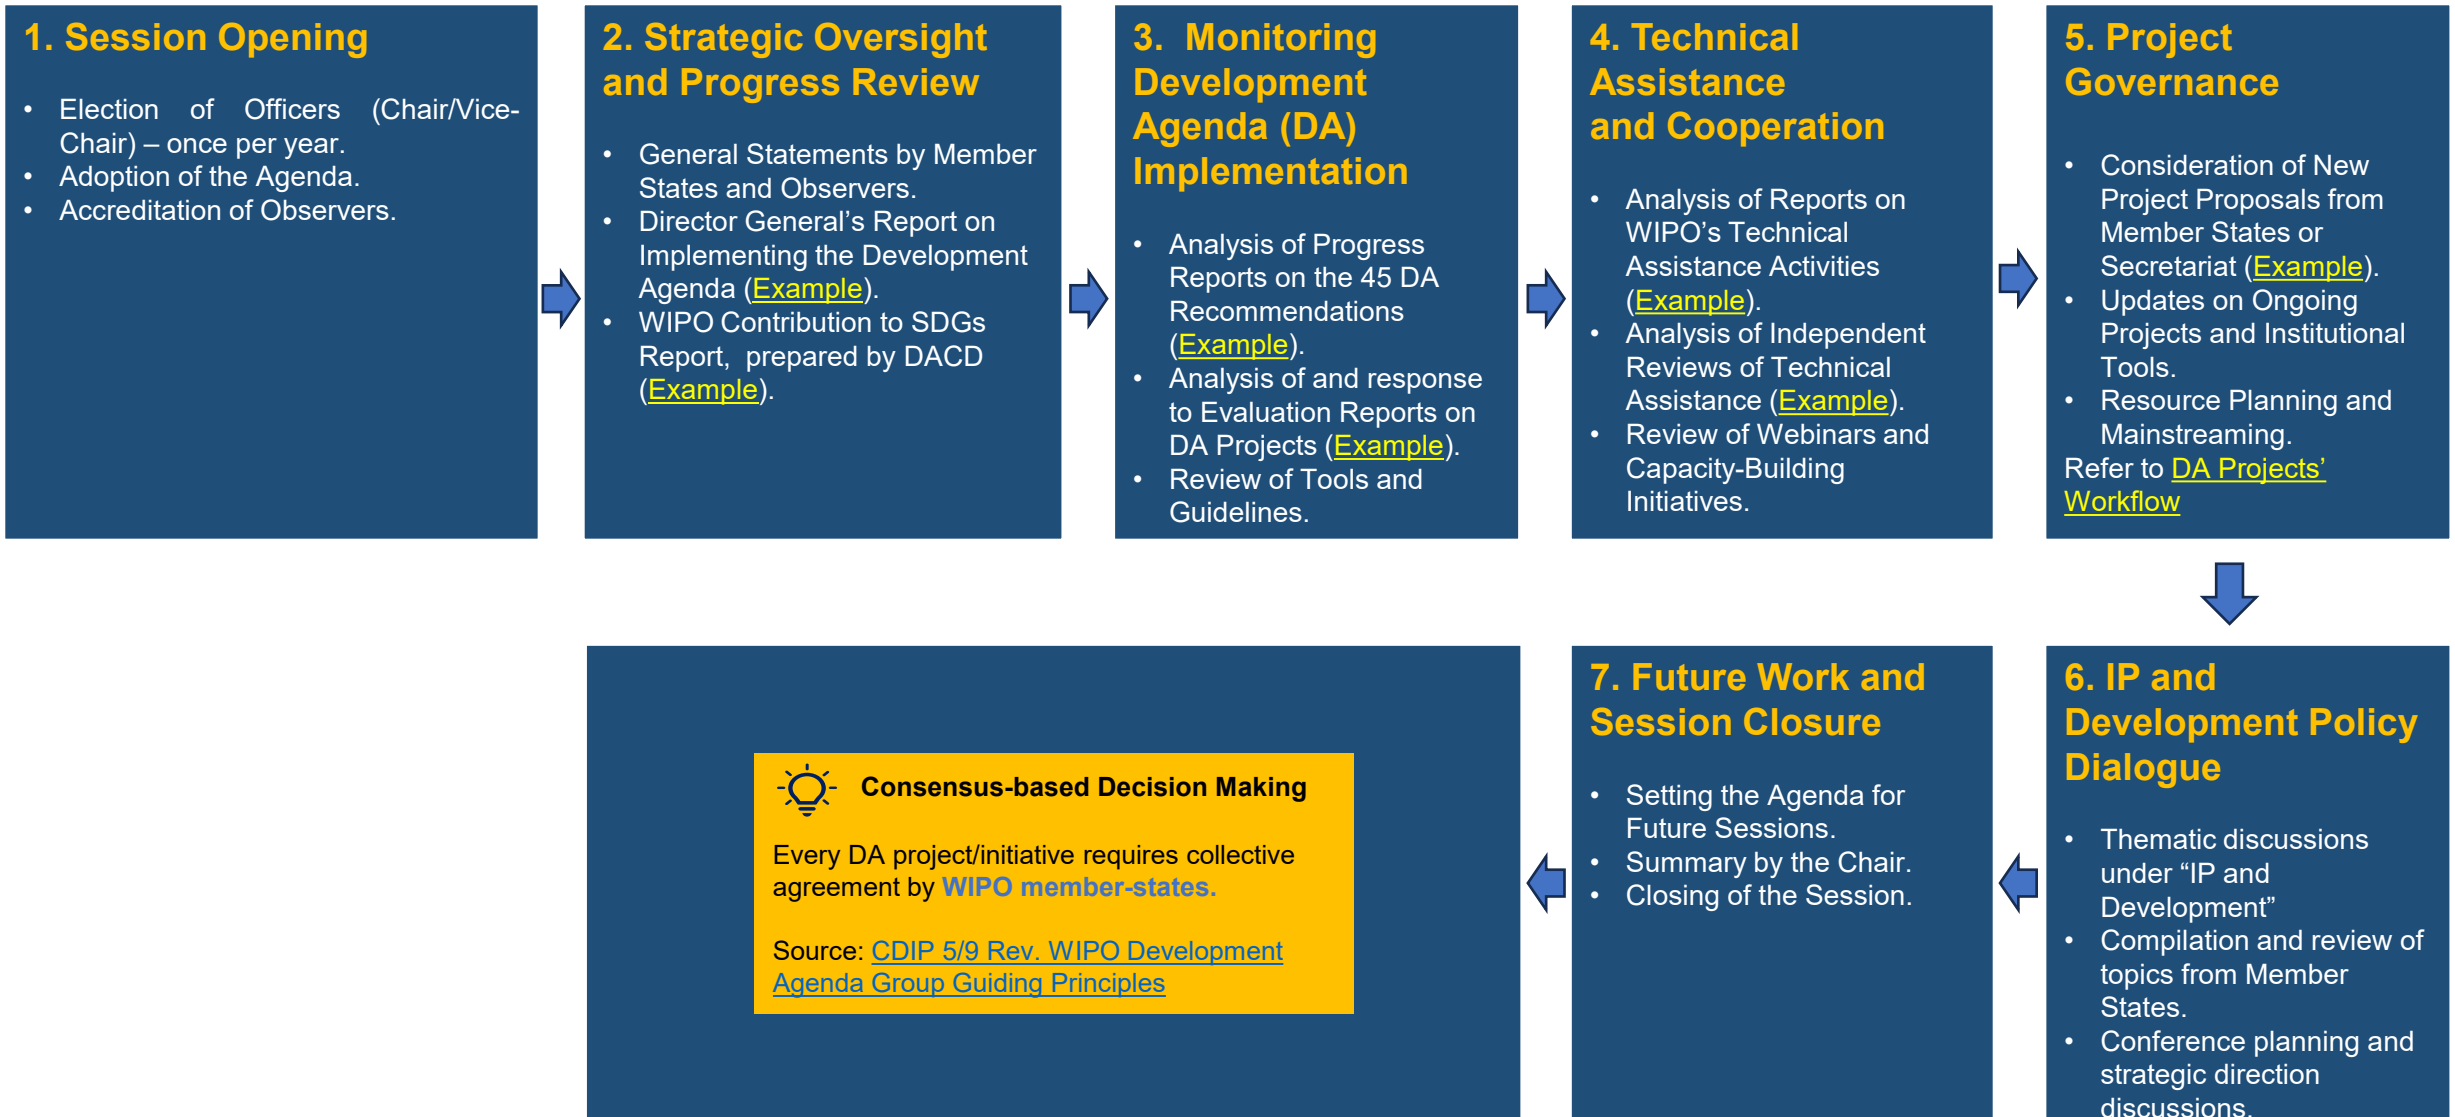 1. Session Opening
• Election of Officers (Chair/Vice-
Chair) – once per year.
• Adoption of the Agenda.
• Accreditation of Observers.
2. Strategic Oversight
and Progress Review
• General Statements by Member
States and Observers.
• Director General’s Report on
Implementing the Development
Agenda (Example).
• WIPO Contribution to SDGs
Report, prepared by DACD
(Example).
3. Monitoring
Development
Agenda (DA)
Implementation
• Analysis of Progress
Reports on the 45 DA
Recommendations
(Example).
• Analysis of and response
to Evaluation Reports on
DA Projects (Example).
• Review of Tools and
Guidelines.
4. Technical
Assistance
and Cooperation
• Analysis of Reports on
WIPO’s Technical
Assistance Activities
(Example).
• Analysis of Independent
Reviews of Technical
Assistance (Example).
• Review of Webinars and
Capacity-Building
Initiatives.
5. Project
Governance
• Consideration of New
Project Proposals from
Member States or
Secretariat (Example).
• Updates on Ongoing
Projects and Institutional
Tools.
• Resource Planning and
Mainstreaming.
Refer to DA Projects’
Workflow
6. IP and
Development Policy
Dialogue
• Thematic discussions
under “IP and
Development”
• Compilation and review of
topics from Member
States.
• Conference planning and
strategic direction
discussions.
7. Future Work and
Session Closure
• Setting the Agenda for
Future Sessions.
• Summary by the Chair.
• Closing of the Session.
Consensus-based Decision Making
Every DA project/initiative requires collective
agreement by WIPO member-states.
Source: CDIP 5/9 Rev. WIPO Development
Agenda Group Guiding Principles